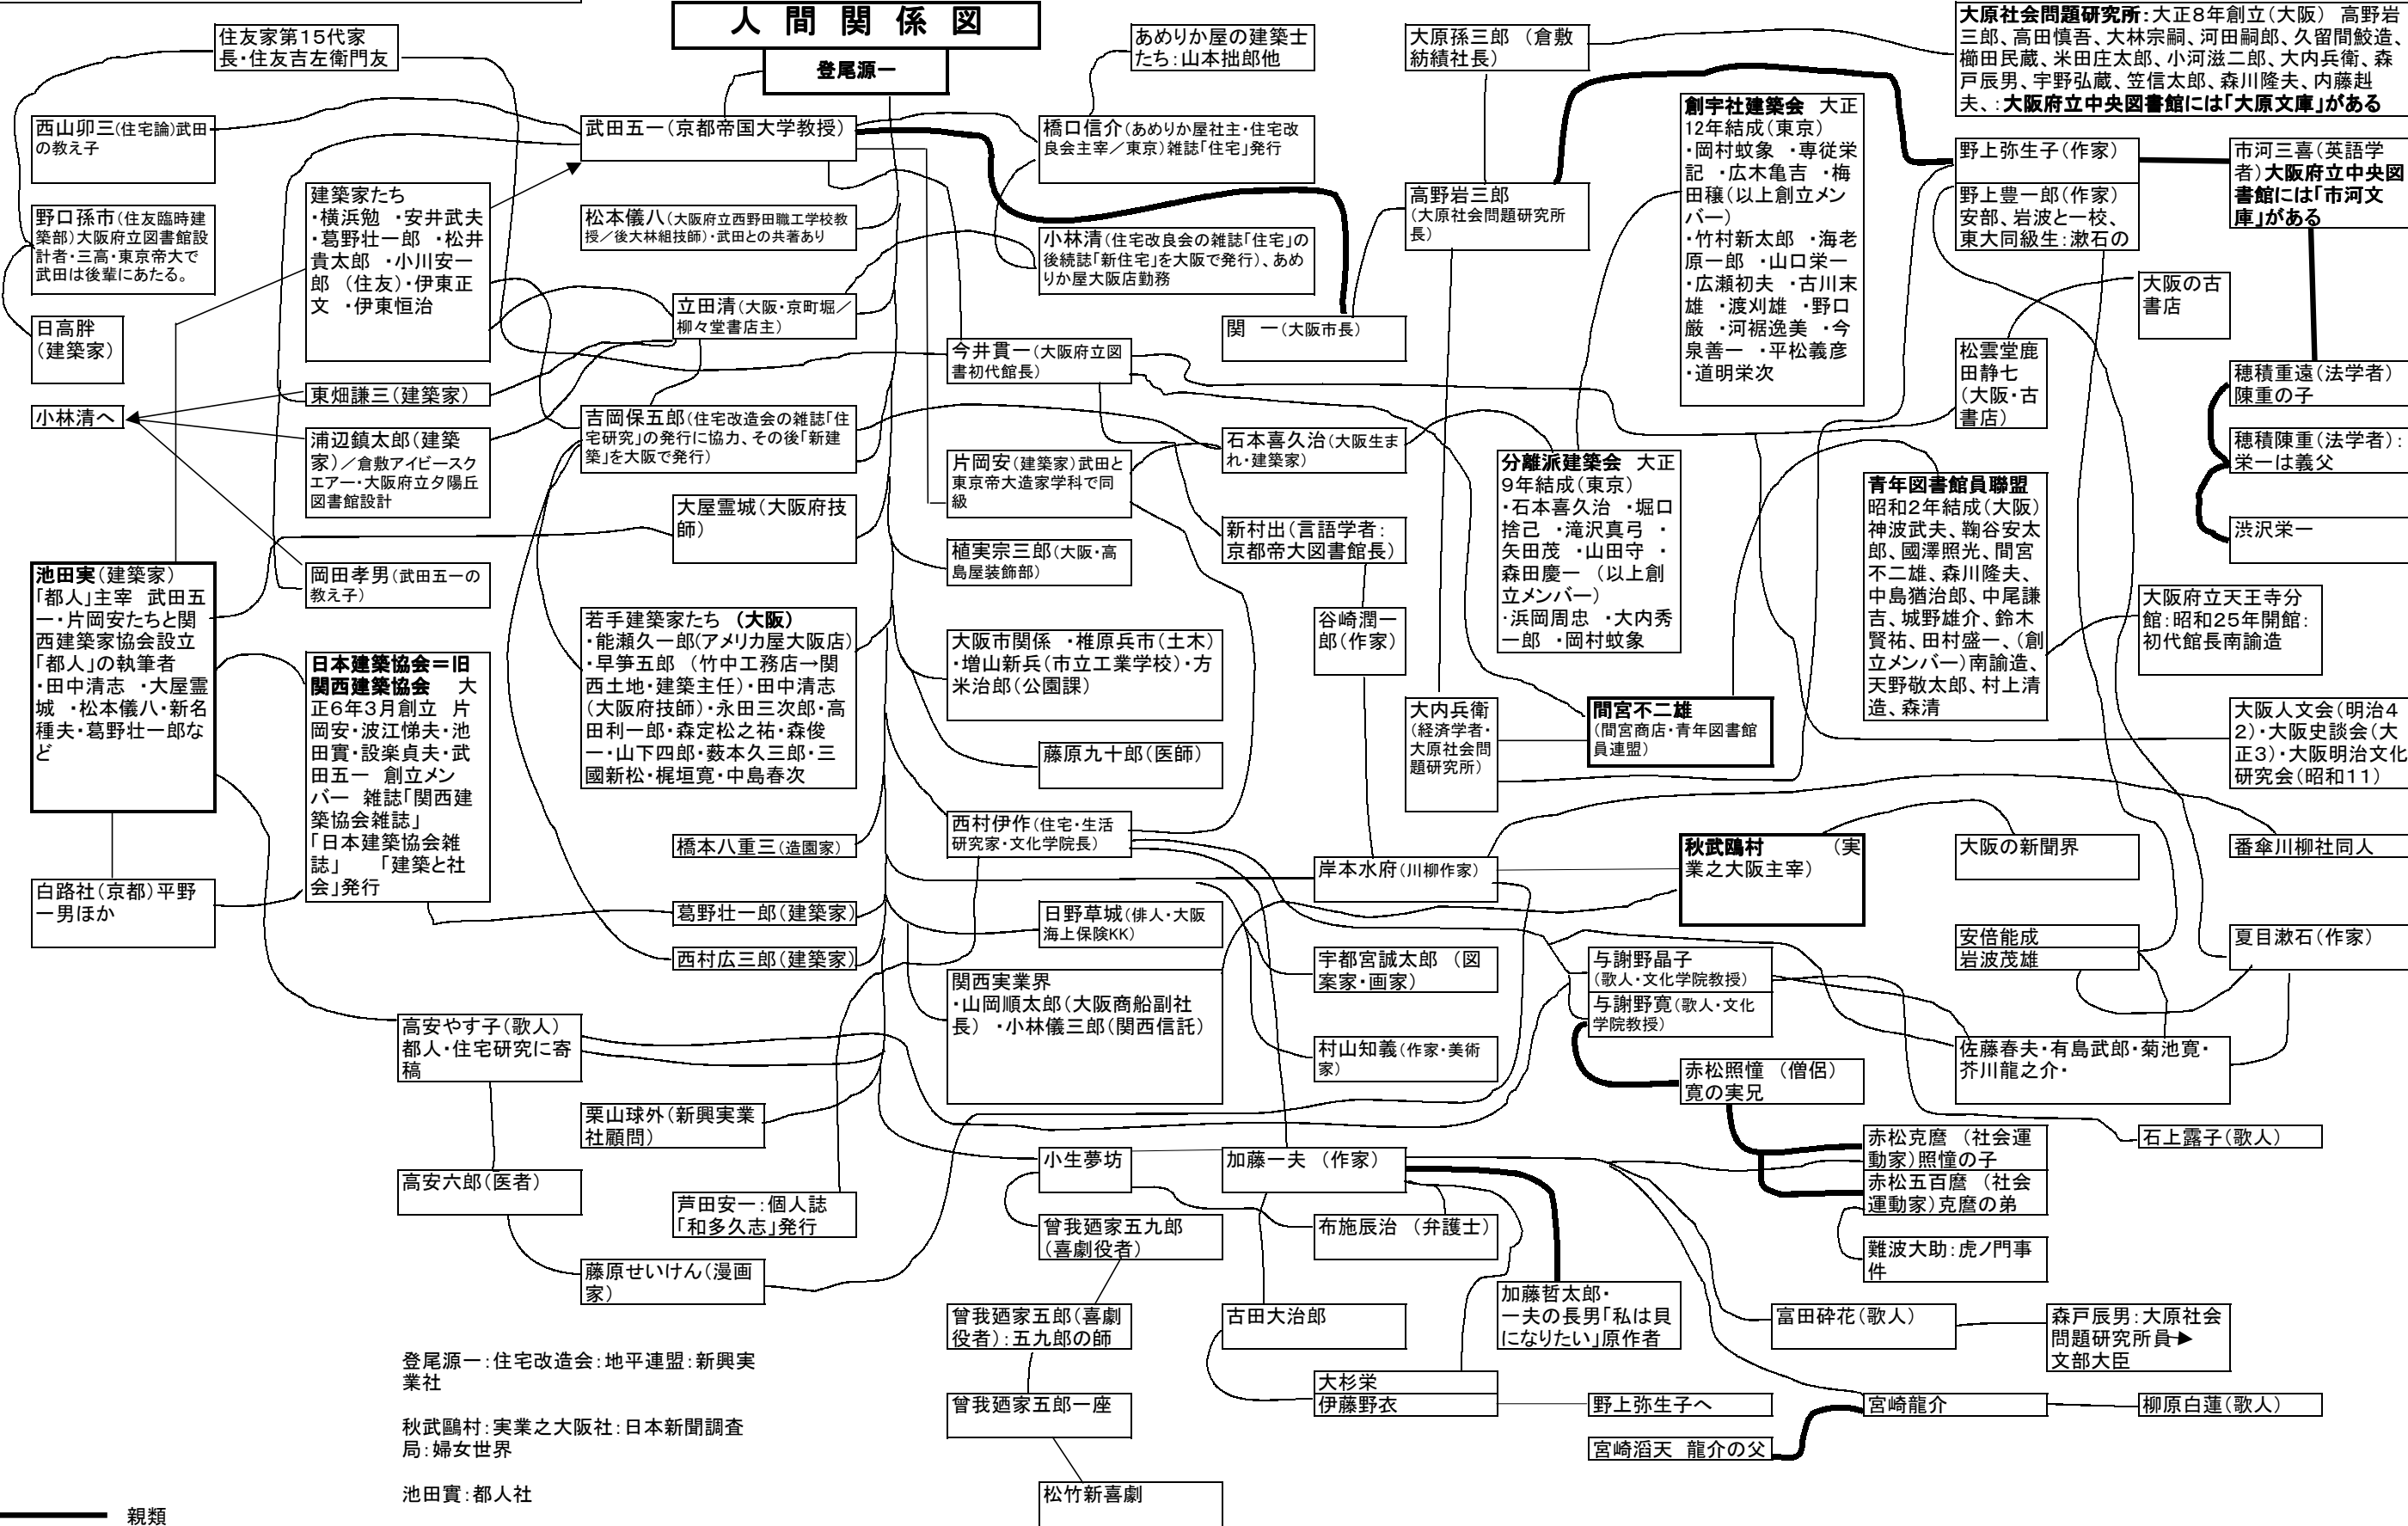 人間関係図
登尾源一
住友家第15代家
長・住友吉左衛門友
あめりか屋の建築士
たち:山本拙郎他
大原孫三郎 (倉敷
紡績社長)
大原社会問題研究所:大正8年創立(大阪) 高野岩
三郎、高田慎吾、大林宗嗣、河田嗣郎、久留間鮫造、
櫛田民蔵、米田庄太郎、小河滋二郎、大内兵衛、森
戸辰男、宇野弘蔵、笠信太郎、森川隆夫、内藤赳
夫、:大阪府立中央図書館には「大原文庫」がある
西山卯三(住宅論)武田
の教え子
武田五一(京都帝国大学教授)
橋口信介(あめりか屋社主・住宅改
良会主宰/東京)雑誌「住宅」発行
創宇社建築会 大正
12年結成(東京)
・岡村蚊象 ・専徒栄
記 ・広木亀吉 ・梅
田穣(以上創立メン
バー)
・竹村新太郎 ・海老
原一郎 ・山口栄一
・広瀬初夫 ・古川末
雄 ・渡刈雄 ・野口
厳 ・河裾逸美 ・今
泉善一 ・平松義彦
・道明栄次
野上弥生子(作家)
野上豊一郎(作家)
安部、岩波と一校、
東大同級生:漱石の
市河三喜(英語学
者)大阪府立中央図
書館には「市河文
庫」がある
野口孫市(住友臨時建
築部)大阪府立図書館設
計者・三高・東京帝大で
武田は後輩にあたる。
建築家たち
・横浜勉 ・安井武夫
・葛野壮一郎 ・松井
貴太郎 ・小川安一
郎 (住友)・伊東正
文 ・伊東恒治
松本儀八(大阪府立西野田職工学校教
授/後大林組技師)・武田との共著あり
小林清(住宅改良会の雑誌「住宅」の
後続誌「新住宅」を大阪で発行)、あめ
りか屋大阪店勤務
高野岩三郎
(大原社会問題研究所
長)
日高胖
(建築家)
立田清(大阪・京町堀/
柳々堂書店主)
関 一(大阪市長)
大阪の古
書店
今井貫一(大阪府立図
書初代館長)
松雲堂鹿
田静七
(大阪・古
書店)
穂積重遠(法学者)
陳重の子
東畑謙三(建築家)
小林清へ
吉岡保五郎(住宅改造会の雑誌「住
宅研究」の発行に協力、その後「新建
築」を大阪で発行)
浦辺鎮太郎(建築
家)/倉敷アイビースク
エアー・大阪府立夕陽丘
図書館設計
片岡安(建築家)武田と
東京帝大造家学科で同
級
石本喜久治(大阪生ま
れ・建築家)
分離派建築会 大正
9年結成(東京)
・石本喜久治 ・堀口
捨己 ・滝沢真弓 ・
矢田茂 ・山田守 ・
森田慶一 (以上創
立メンバー)
・浜岡周忠 ・大内秀
一郎 ・岡村蚊象
青年図書館員聯盟
昭和2年結成(大阪)
神波武夫、鞠谷安太
郎、國澤照光、間宮
不二雄、森川隆夫、
中島猶治郎、中尾謙
吉、城野雄介、鈴木
賢祐、田村盛一、(創
立メンバー)南諭造、
天野敬太郎、村上清
造、森清
穂積陳重(法学者):
栄一は義父
大屋霊城(大阪府技
師)
新村出(言語学者:
京都帝大図書館長)
渋沢栄一
植実宗三郎(大阪・高
島屋装飾部)
池田実(建築家)
「都人」主宰 武田五
一・片岡安たちと関
西建築家協会設立
「都人」の執筆者
・田中清志 ・大屋霊
城 ・松本儀八・新名
種夫・葛野壮一郎な
ど
岡田孝男(武田五一の
教え子)
若手建築家たち (大阪)
・能瀬久一郎(アメリカ屋大阪店)
・早笋五郎 (竹中工務店→関
西土地・建築主任)・田中清志
(大阪府技師)・永田三次郎・高
田利一郎・森定松之祐・森俊
一・山下四郎・薮本久三郎・三
國新松・梶垣寛・中島春次
谷崎潤一
郎(作家)
大阪府立天王寺分
館:昭和25年開館:
初代館長南諭造
日本建築協会=旧
関西建築協会 大
正6年3月創立 片
岡安・波江悌夫・池
田實・設楽貞夫・武
田五一 創立メン
バー 雑誌「関西建
築協会雑誌」
「日本建築協会雑
誌」 「建築と社
会」発行
大阪市関係 ・椎原兵市(土木)
・増山新兵(市立工業学校)・方
米治郎(公園課)
大内兵衛
(経済学者・
大原社会問
題研究所)
間宮不二雄
(間宮商店・青年図書館
員連盟)
大阪人文会(明治4
2)・大阪史談会(大
正3)・大阪明治文化
研究会(昭和11)
藤原九十郎(医師)
西村伊作(住宅・生活
研究家・文化学院長)
橋本八重三(造園家)
岸本水府(川柳作家)
秋武鴎村 (実
業之大阪主宰)
大阪の新聞界
番傘川柳社同人
白路社(京都)平野
一男ほか
葛野壮一郎(建築家)
日野草城(俳人・大阪
海上保険KK)
西村広三郎(建築家)
宇都宮誠太郎 (図
案家・画家)
与謝野晶子
(歌人・文化学院教授)
与謝野寛(歌人・文化
学院教授)
安倍能成
岩波茂雄
夏目漱石(作家)
関西実業界
・山岡順太郎(大阪商船副社
長) ・小林儀三郎(関西信託)
高安やす子(歌人)
都人・住宅研究に寄
稿
村山知義(作家・美術
家)
佐藤春夫・有島武郎・菊池寛・
芥川龍之介・
赤松照憧 (僧侶)
寛の実兄
栗山球外(新興実業
社顧問)
石上露子(歌人)
赤松克麿 (社会運
動家)照憧の子
赤松五百麿 (社会
運動家)克麿の弟
小生夢坊
加藤一夫 (作家)
高安六郎(医者)
芦田安一:個人誌
「和多久志」発行
曾我廼家五九郎
(喜劇役者)
布施辰治 (弁護士)
難波大助:虎ノ門事
件
藤原せいけん(漫画
家)
加藤哲太郎・
一夫の長男「私は貝
になりたい」原作者
曾我廼家五郎(喜劇
役者):五九郎の師
古田大治郎
富田砕花(歌人)
森戸辰男:大原社会
問題研究所員→
文部大臣
登尾源一:住宅改造会:地平連盟:新興実
業社
大杉栄
伊藤野衣
曾我廼家五郎一座
野上弥生子へ
宮崎龍介
柳原白蓮(歌人)
秋武鷗村:実業之大阪社:日本新聞調査
局:婦女世界
宮崎滔天 龍介の父
池田實:都人社
松竹新喜劇
親類